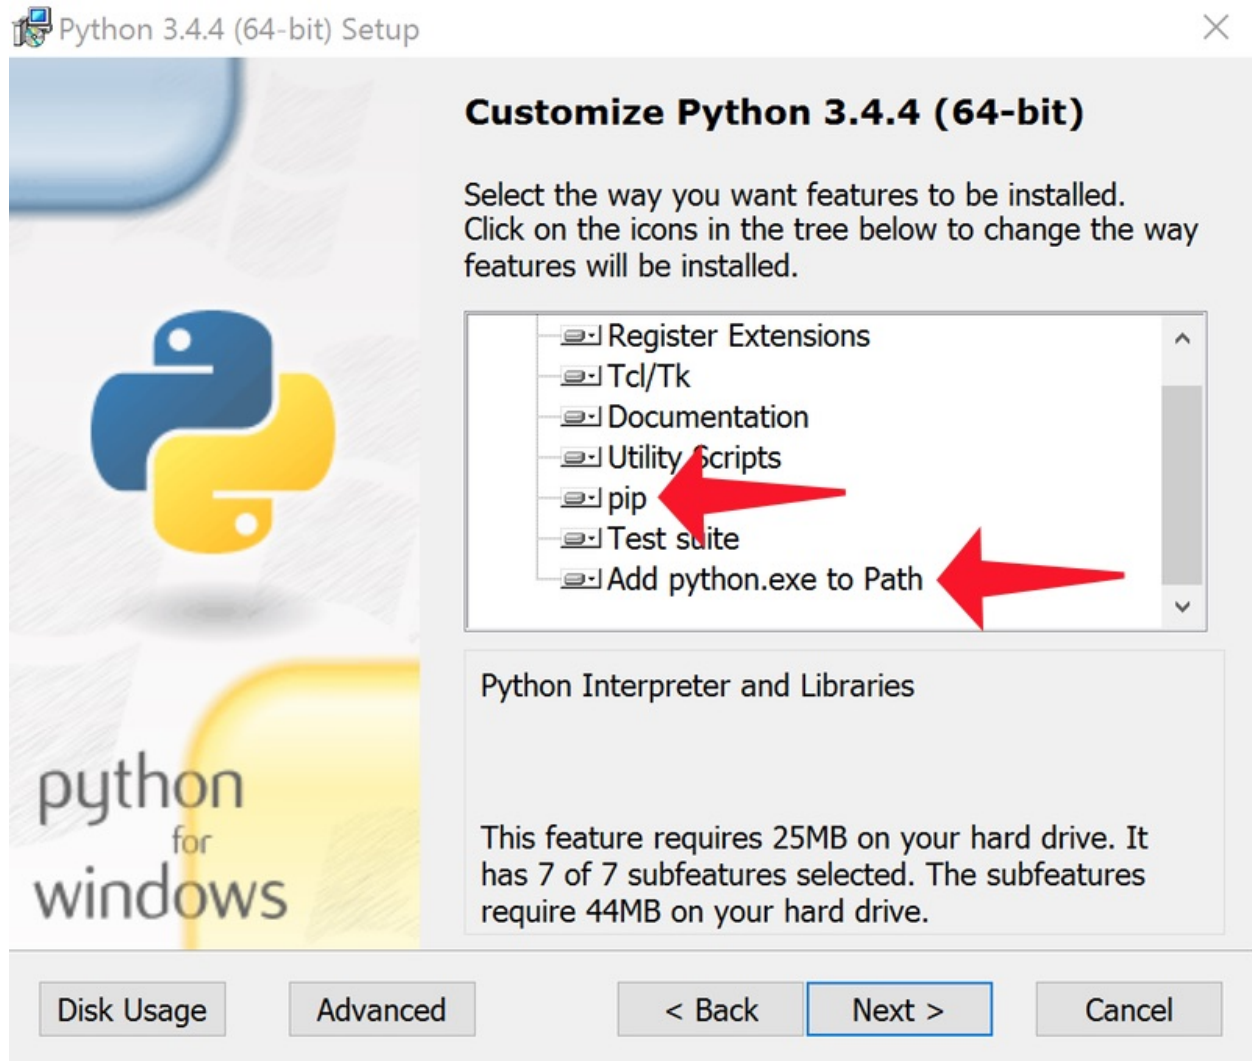 Python 3.4.4 (64-bit) Setup
Customize Python 3.4.4 (64-bit)
Select the way you want features to be installed.
Click on the icons in the tree below to change the way
features will be installed.
Register Extensions
Tcl/Tk
Documentation
Utility Scripts
pip
Test suite
Add python.exe to Path
Python Interpreter and Libraries
This feature requires 25MB on your hard drive. It
has 7 of 7 subfeatures selected. The subfeatures
require 44MB on your hard drive.
python
for
windows
Disk Usage
Advanced
< Back
Next >
Cancel